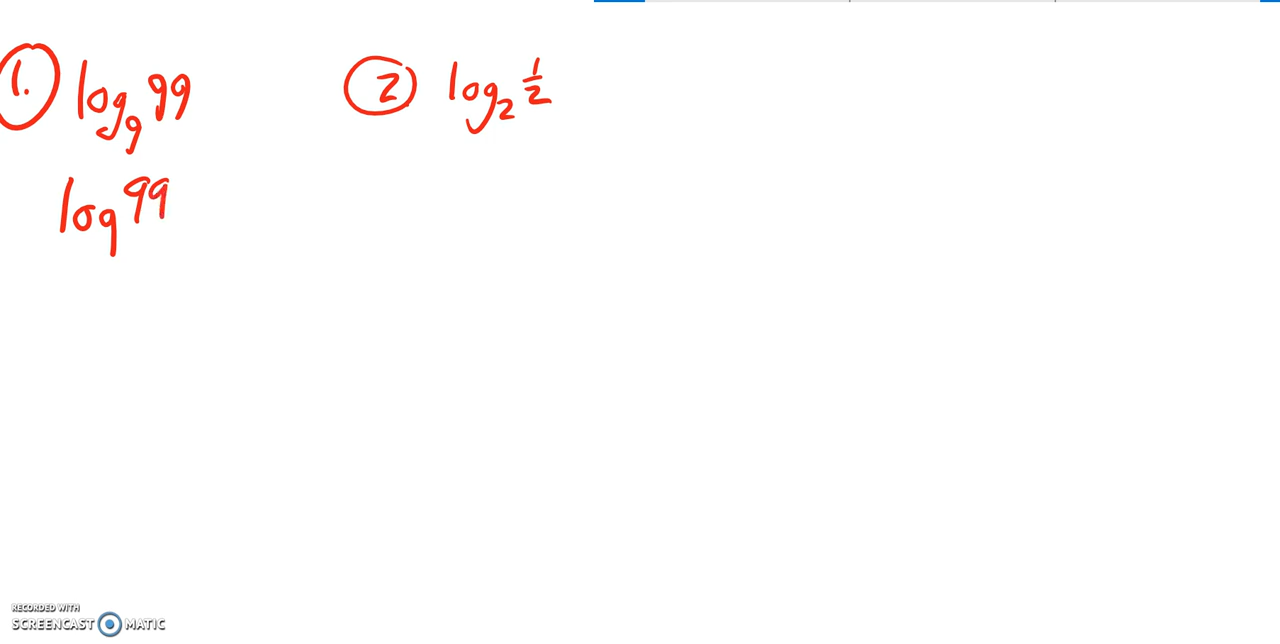 1. log₉ 99
log 99
2 log₂ 1/2
RECORDED WITH
SCREENCAST MATIC